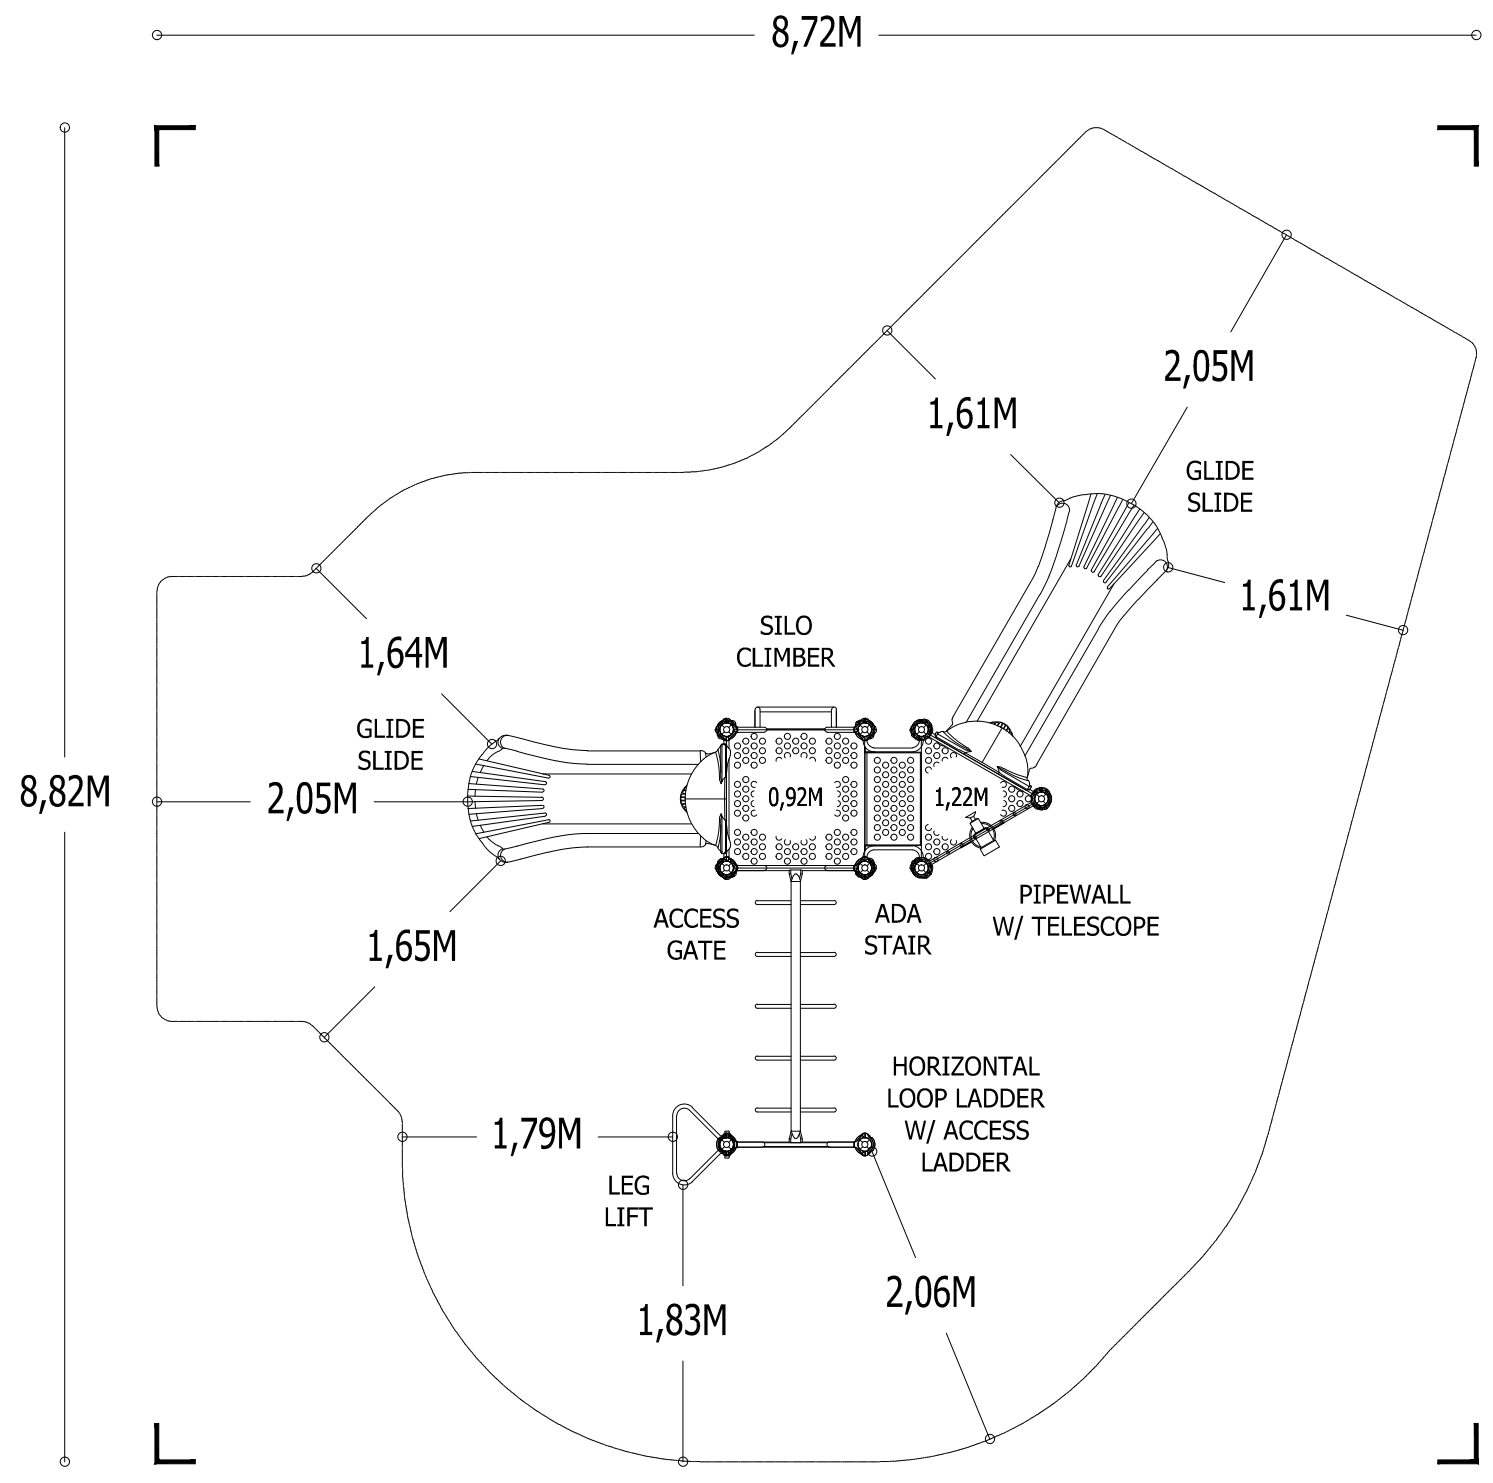 8,72M
2,05M
1,61M
GLIDE
SLIDE
1,61M
SILO
CLIMBER
1,64M
GLIDE
SLIDE
8,82M
2,05M
0,92M
1,22M
PIPEWALL
W/ TELESCOPE
ACCESS
GATE
ADA
STAIR
1,65M
HORIZONTAL
LOOP LADDER
W/ ACCESS
LADDER
1,79M
LEG
LIFT
2,06M
1,83M